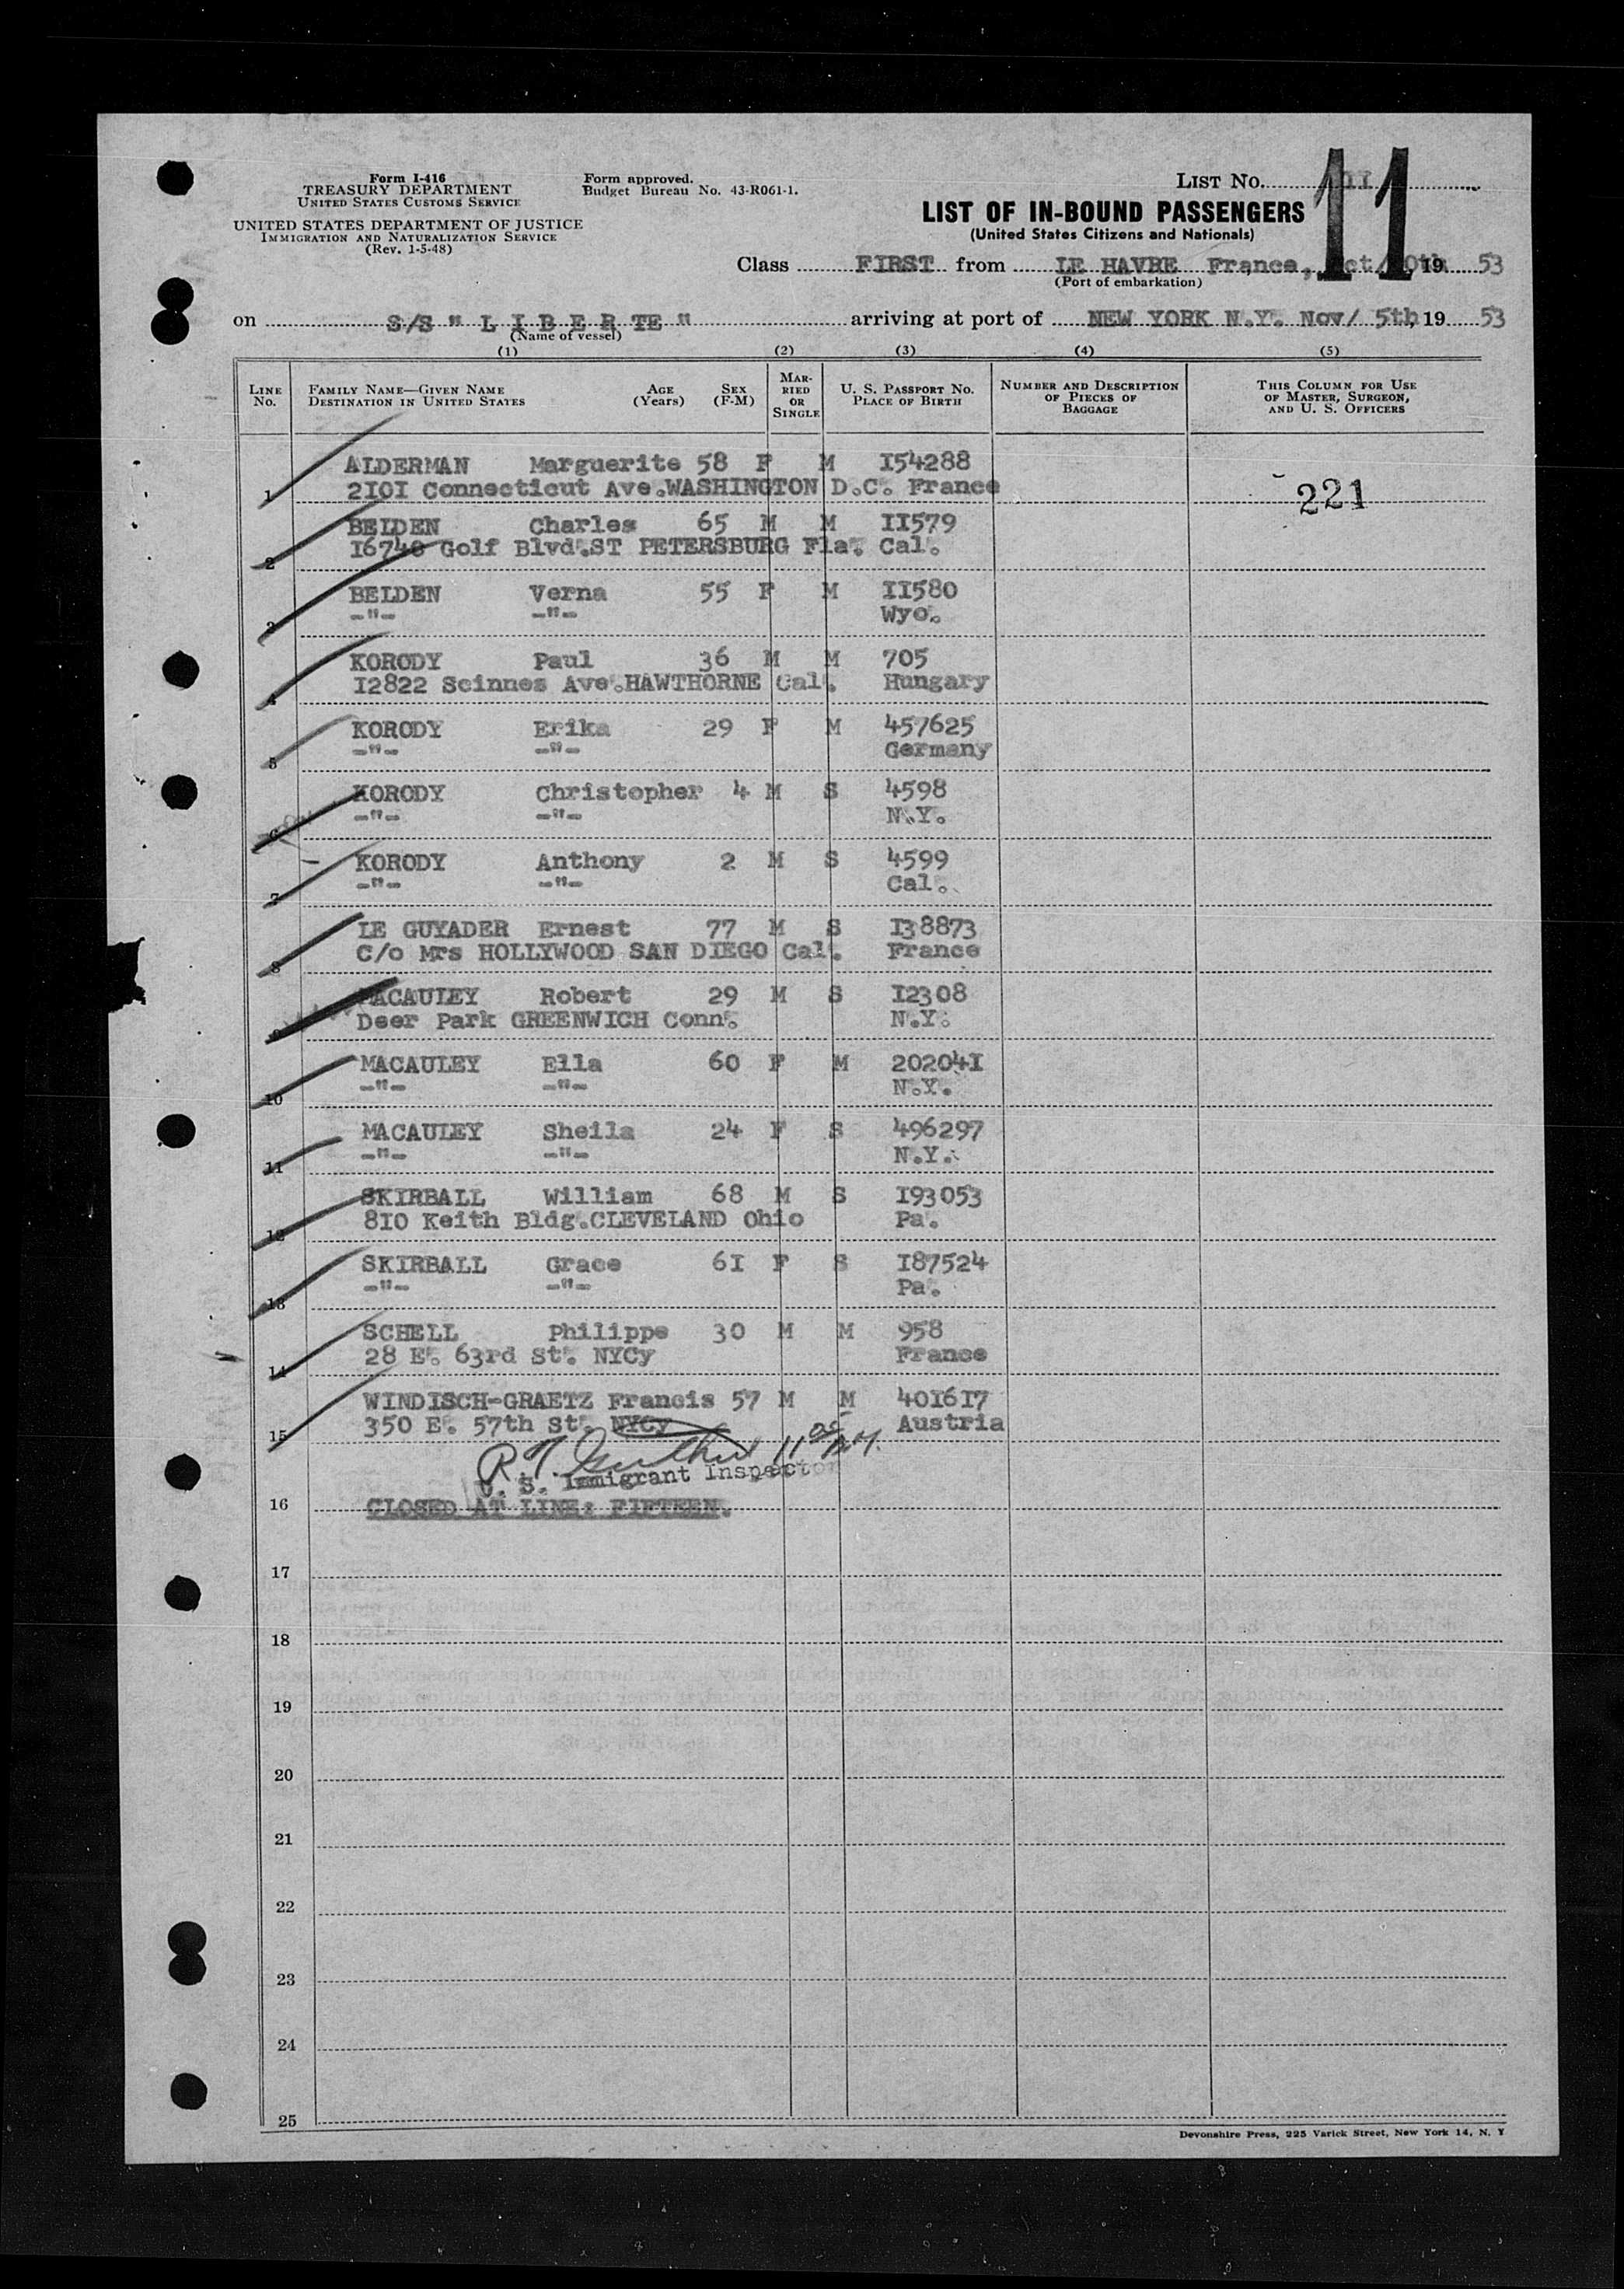 Form I-416
TREASURY DEPARTMENT
UNITED STATES CUSTOMS SERVICE
UNITED STATES DEPARTMENT OF JUSTICE
IMMIGRATION AND NATURALIZATION SERVICE
(Rev. 1-5-48)
Form approved.
Budget Bureau No. 43-R061-1.
LIST No. 11
LIST OF IN-BOUND PASSENGERS
(United States Citizens and Nationals)
Class FIRST from LE HAVRE France, 19 53
(Port of embarkation)
on S/S " L I B E R TE " arriving at port of NEW YORK N.Y. Nov/ 5th, 19 53
(Name of vessel)
(1) (2) (3) (4) (5)
LINE No. FAMILY NAME—GIVEN NAME DESTINATION IN UNITED STATES AGE (Years) SEX (F-M) MARRIED OR SINGLE U. S. PASSPORT No. PLACE OF BIRTH NUMBER AND DESCRIPTION OF PIECES OF BAGGAGE THIS COLUMN FOR USE OF MASTER, SURGEON, AND U. S. OFFICERS
ALDERMAN Marguerite 58 F M I54288
1 2I0I Connecticut Ave.WASHINGTON D.C. France 221
BELDEN Charles 65 M M II579
2 I6740 Golf Blvd.ST PETERSBURG Fla. Cal.
BELDEN Verna 55 F M II580
3 -"- -"- Wyo.
KORODY Paul 36 M M 705
4 I2822 Scinnes Ave.HAWTHORNE Cal. Hungary
KORODY Erika 29 F M 457625
5 -"- -"- Germany
KORODY Christopher 4 M S 4598
6 -"- -"- N.Y.
KORODY Anthony 2 M S 4599
7 -"- -"- Cal.
LE GUYADER Ernest 77 M S I38873
8 C/o Mrs HOLLYWOOD SAN DIEGO Cal. France
MACAULEY Robert 29 M S I2308
9 Deer Park GREENWICH Conn. N.Y.
MACAULEY Ella 60 F M 20204I
10 -"- -"- N.Y.
MACAULEY Sheila 24 F S 496297
11 -"- -"- N.Y.
SKIRBALL William 68 M S I93053
12 8I0 Keith Bldg.CLEVELAND Ohio Pa.
SKIRBALL Grace 6I F S I87524
13 -"- -"- Pa.
SCHELL Philippe 30 M M 958
14 28 E. 63rd St. NYCy France
WINDISCH-GRAETZ Francis 57 M M 40I6I7
15 350 E. 57th St. NYCy Austria
U. S. Immigrant Inspector
16 CLOSED AT LINE: FIFTEEN.
17
18
19
20
21
22
23
24
25
Devonshire Press, 225 Varick Street, New York 14, N. Y